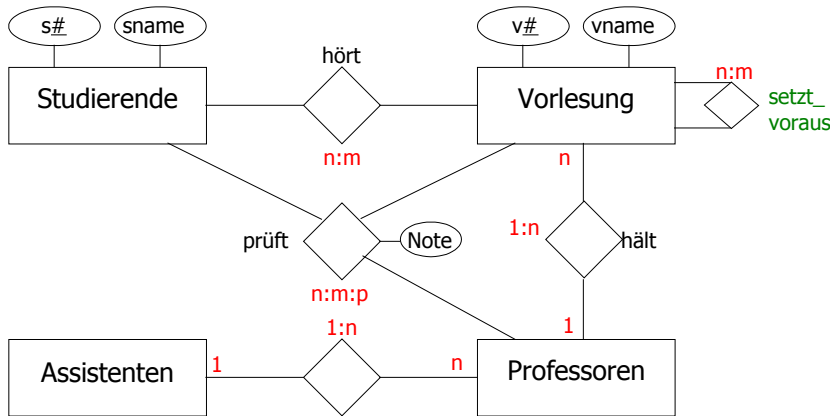 s#
sname
v#
vname
hört
n:m
Studierende
Vorlesung
setzt_
voraus
n:m
n
prüft
Note
1:n
hält
n:m:p
1:n
1
Assistenten
1
n
Professoren